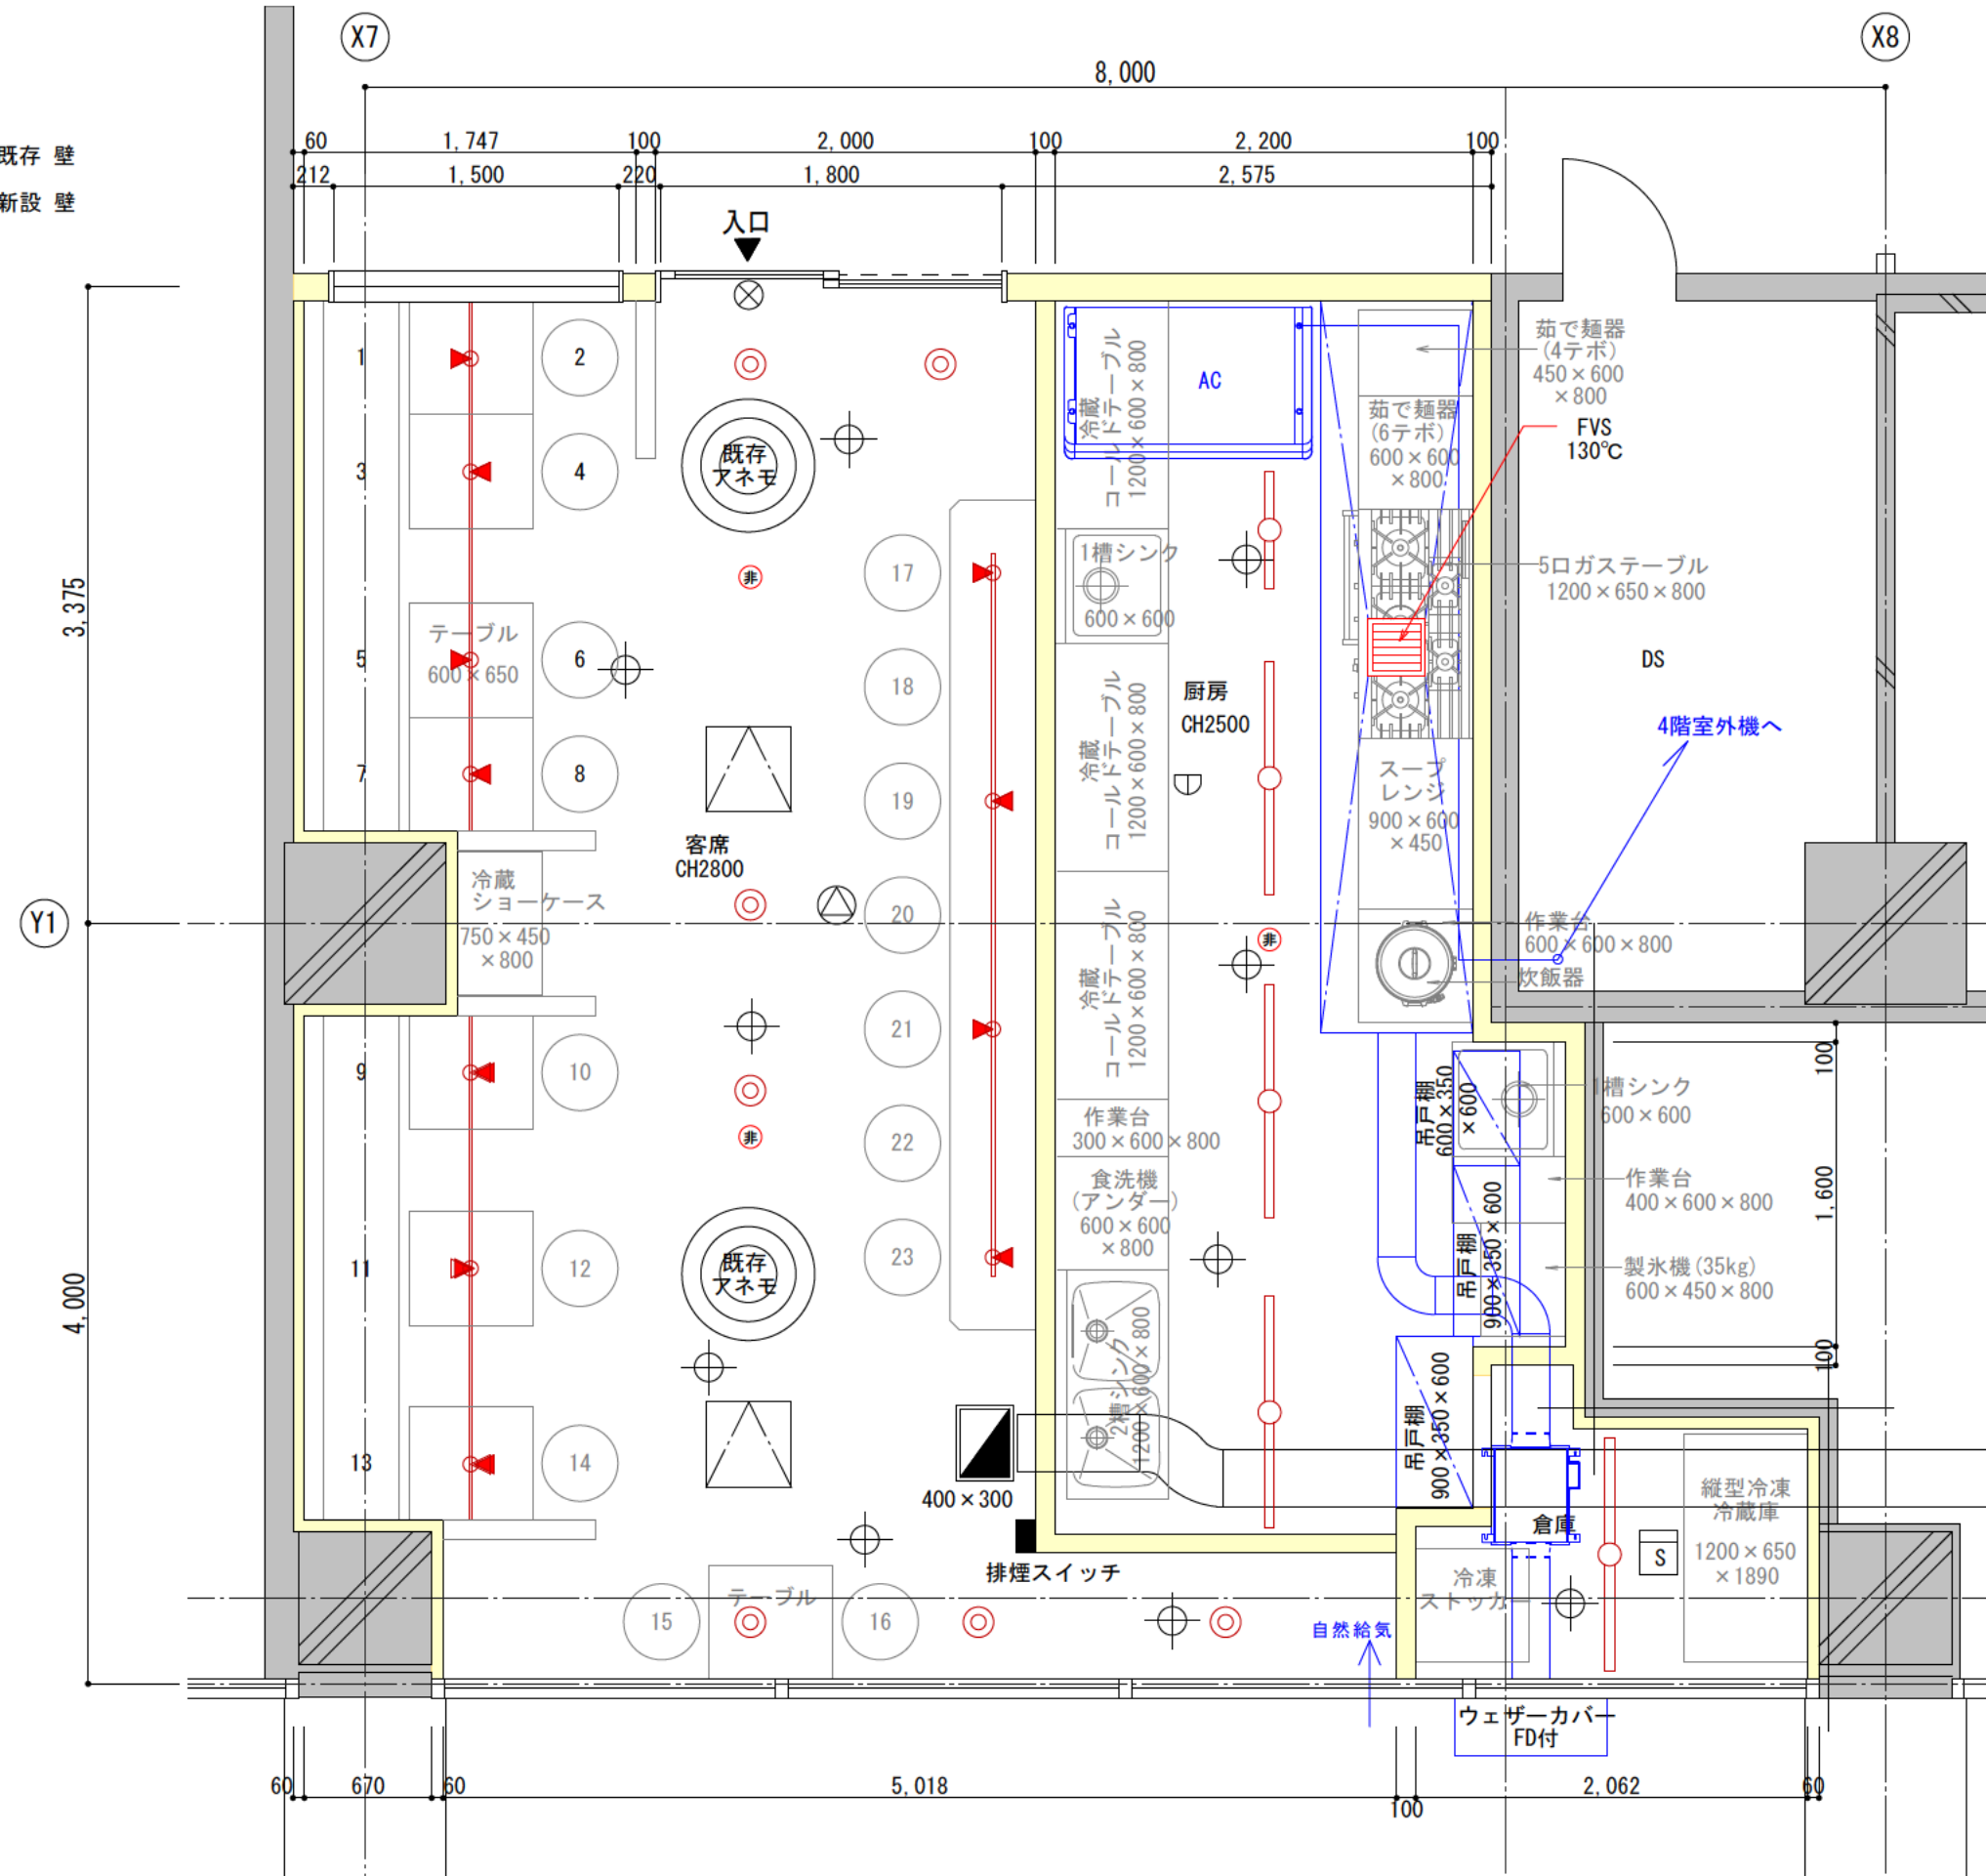 X7
X8
8,000
60
1,747
100
2,000
100
2,200
100
既存 壁
212
1,500
220
1,800
2,575
新設 壁
入口
1
2
3
4
5
6
7
8
9
10
11
12
13
14
15
16
17
18
19
20
21
22
23
既存
アネモ
非
テーブル
600×650
客席
CH2800
冷蔵
ショーケース
750×450
×800
非
既存
アネモ
テーブル
400×300
排煙スイッチ
AC
冷蔵
コールドテーブル
1200×600×800
1槽シンク
600×600
冷蔵
コールドテーブル
1200×600×800
冷蔵
コールドテーブル
1200×600×800
作業台
300×600×800
食洗機
(アンダー)
600×600
×800
2槽シンク
1200×600×800
厨房
CH2500
非
茹で麺器
(4テボ)
450×600
×800
茹で麺器
(6テボ)
600×600
×800
FVS
130℃
5口ガステーブル
1200×650×800
スープ
レンジ
900×600
×450
DS
4階室外機へ
作業台
600×600×800
炊飯器
吊戸棚
600×350
×600
1槽シンク
600×600
吊戸棚
900×350×600
作業台
400×600×800
製氷機(35kg)
600×450×800
吊戸棚
900×350×600
倉庫
S
縦型冷凍
冷蔵庫
1200×650
×1890
冷凍
ストッカー
自然給気
ウェザーカバー
FD付
3,375
Y1
4,000
100
1,600
100
60
670
60
5,018
100
2,062
60